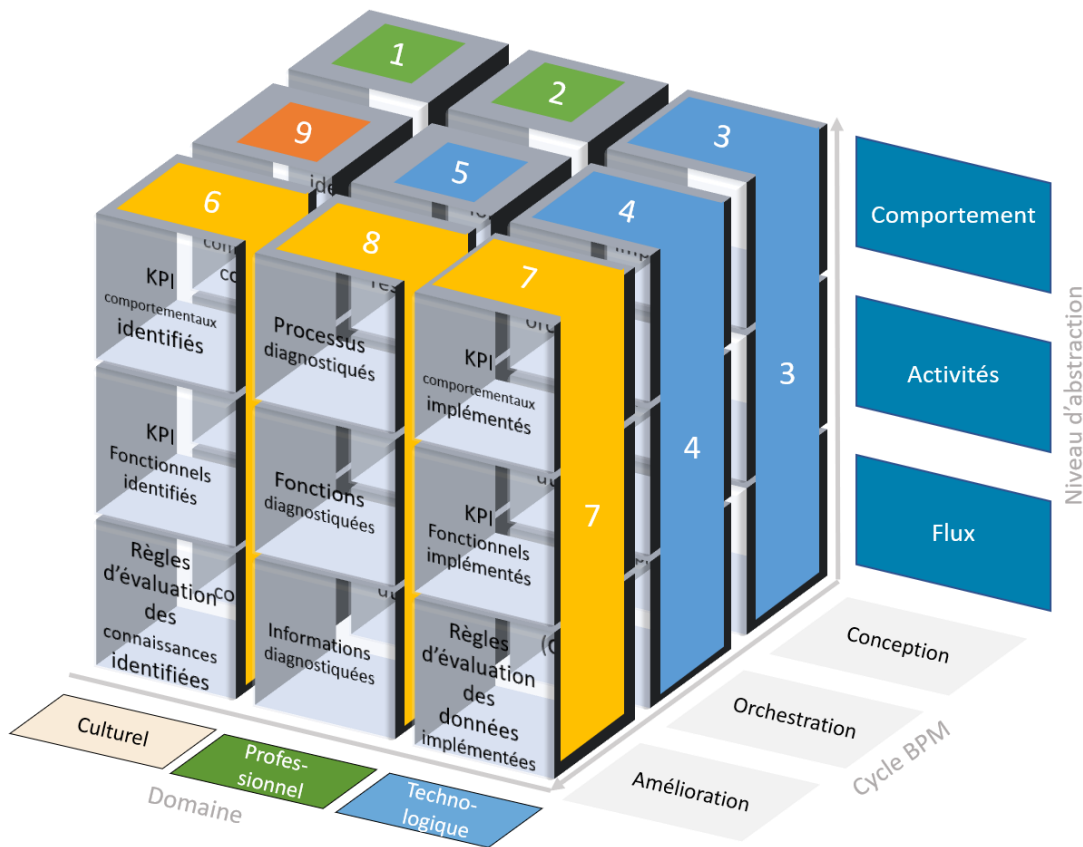 1
2
3
9
5
4
6
8
7
3
4
7
KPI
comportementaux
identifiés
KPI
Fonctionnels
identifiés
Règles
d'évaluation
des
connaissances
identifiées
Processus
diagnostiqués
Fonctions
diagnostiquées
Informations
diagnostiquées
KPI
comportementaux
implémentés
KPI
Fonctionnels
implémentés
Règles
d'évaluation
des
données
implémentées
Comportement
Activités
Flux
Niveau d'abstraction
Conception
Orchestration
Amélioration
Cycle BPM
Culturel
Profes-
sionnel
Techno-
logique
Domaine